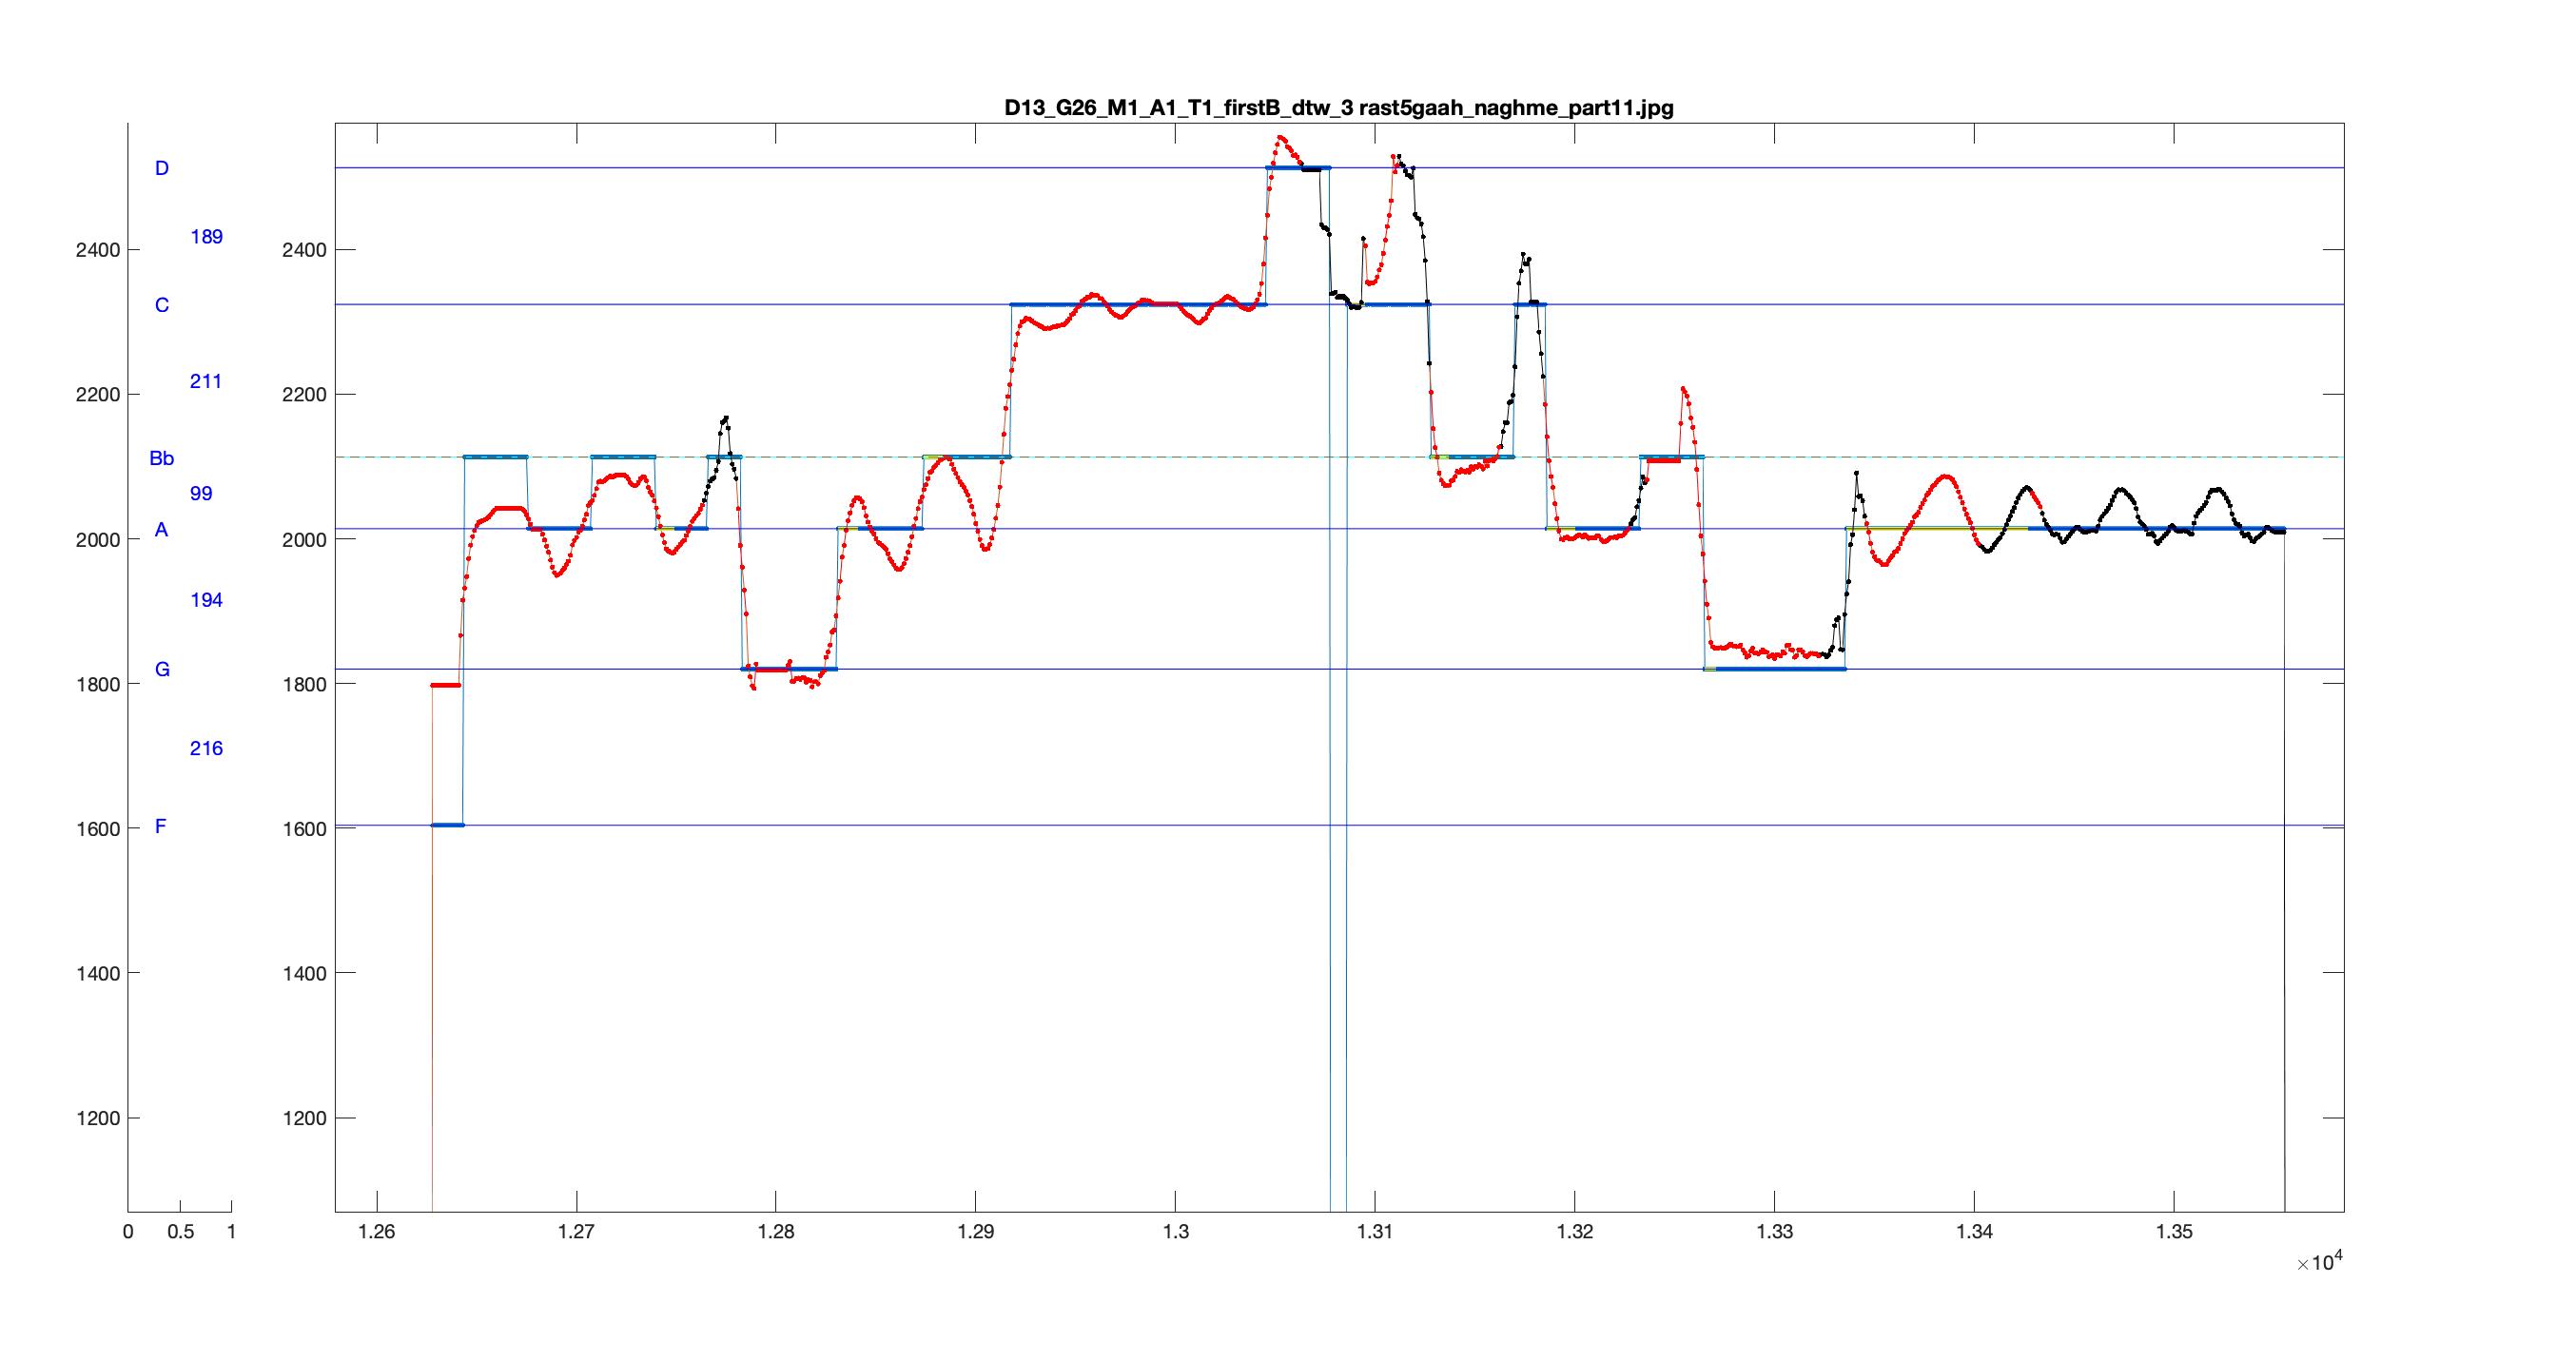 D13_G26_M1_A1_T1_firstB_dtw_3 rast5gaah_naghme_part11.jpg
D
189
2400 2400
C
211
2200 2200
Bb
99
A
2000 2000
194
G
1800 1800
216
F
1600 1600
1400 1400
1200 1200
0 0.5 1 1.26 1.27 1.28 1.29 1.3 1.31 1.32 1.33 1.34 1.35
×10⁴